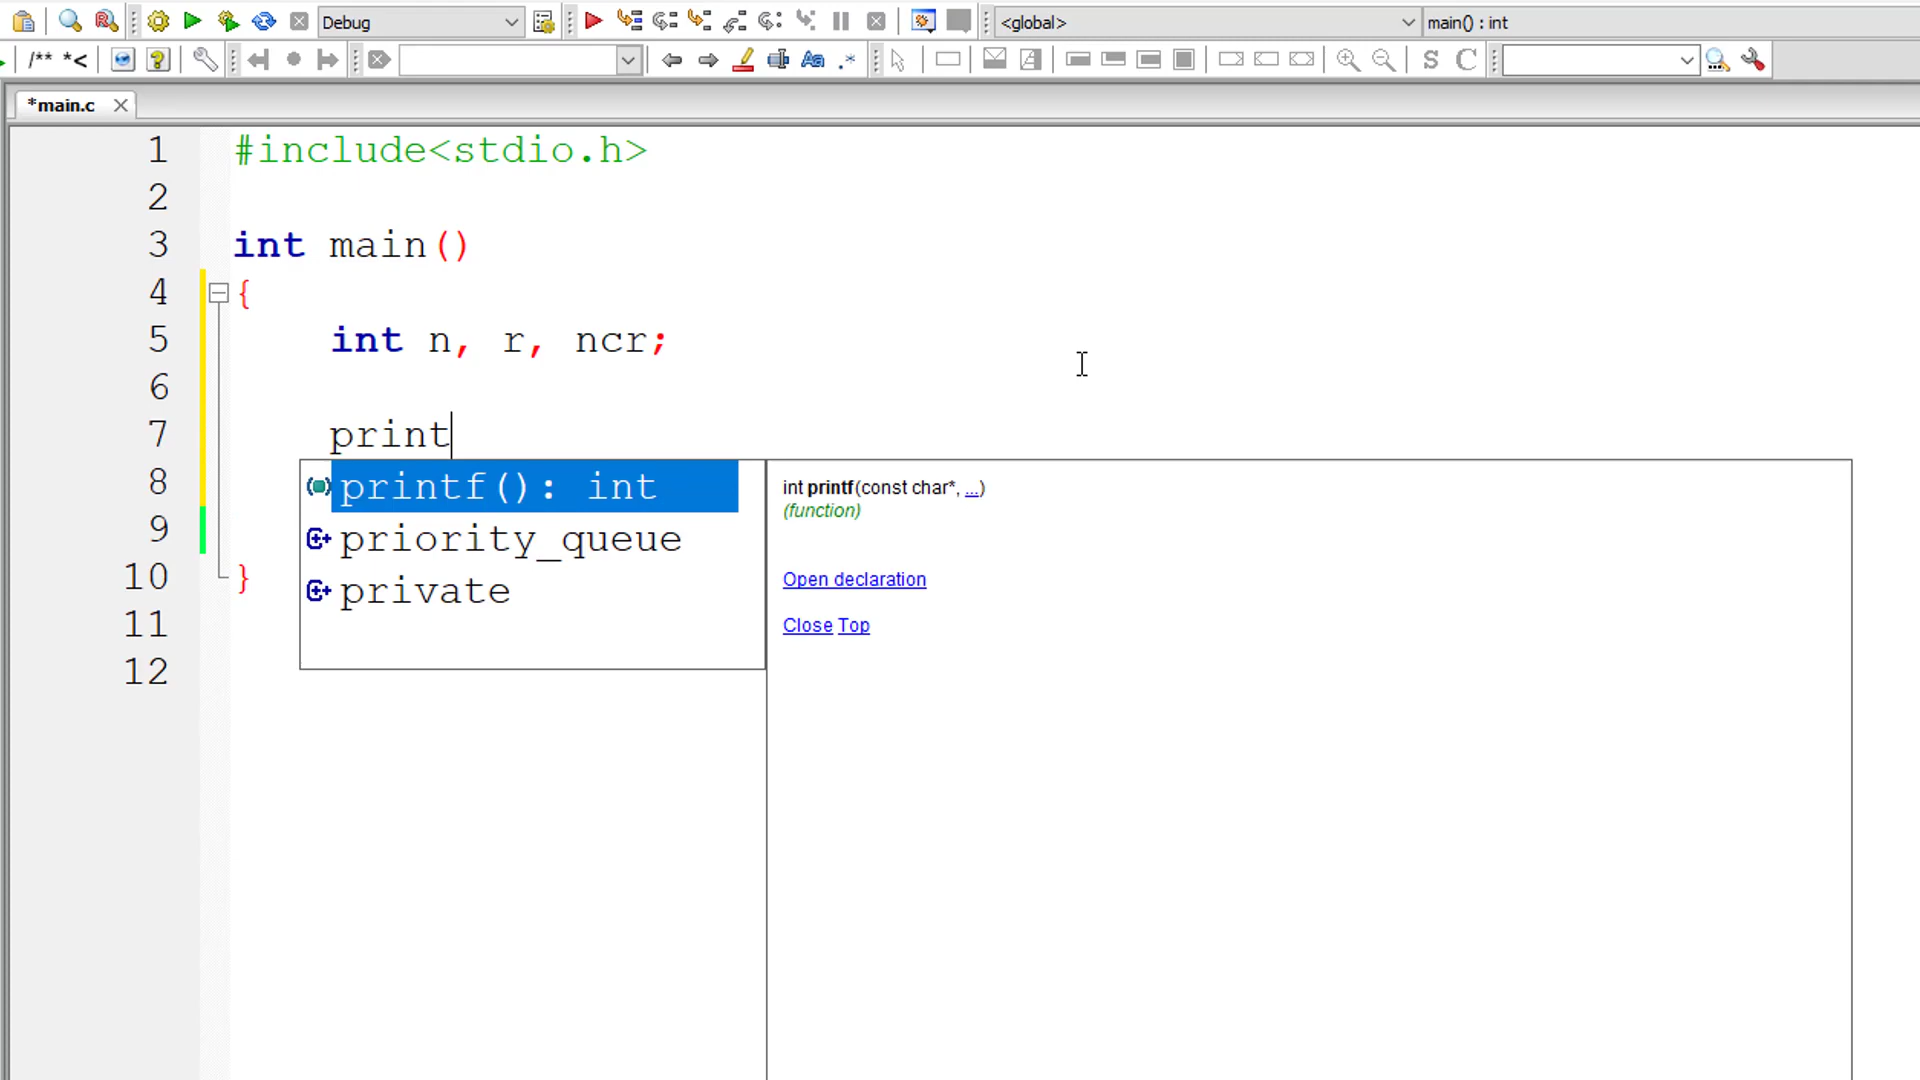 Debug <global> main() : int
/** *<
S C
*main.c
1 #include<stdio.h>
2
3 int main()
4 {
5 int n, r, ncr;
6
7 print
8 printf(): int
int printf(const char*, ...)
(function)
9 priority_queue
Open declaration
10 } private
Close Top
11
12